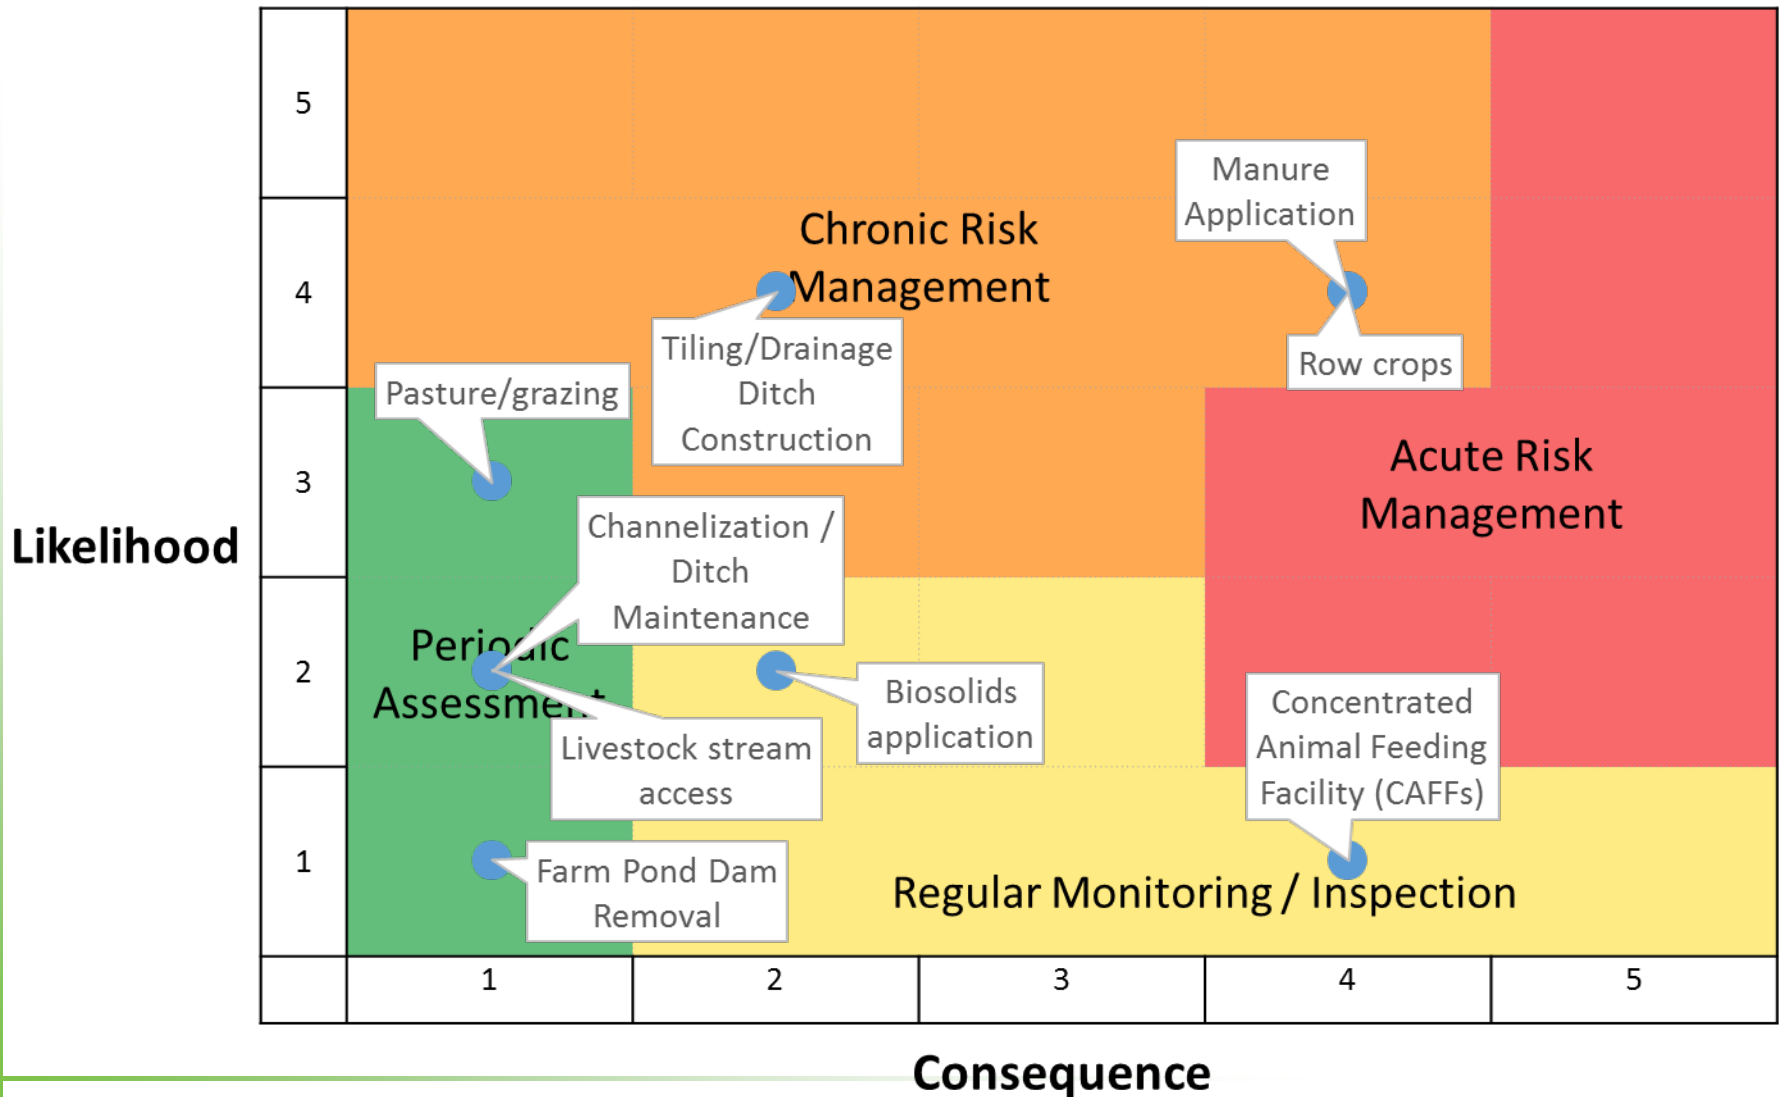 5
Manure
Application
Chronic Risk
Management
4
Tiling/Drainage
Ditch
Construction
Row crops
Pasture/grazing
3
Acute Risk
Management
Likelihood
Channelization /
Ditch
Maintenance
Periodic
Assessment
2
Biosolids
application
Livestock stream
access
Concentrated
Animal Feeding
Facility (CAFFs)
1
Farm Pond Dam
Removal
Regular Monitoring / Inspection
1
2
3
4
5
Consequence